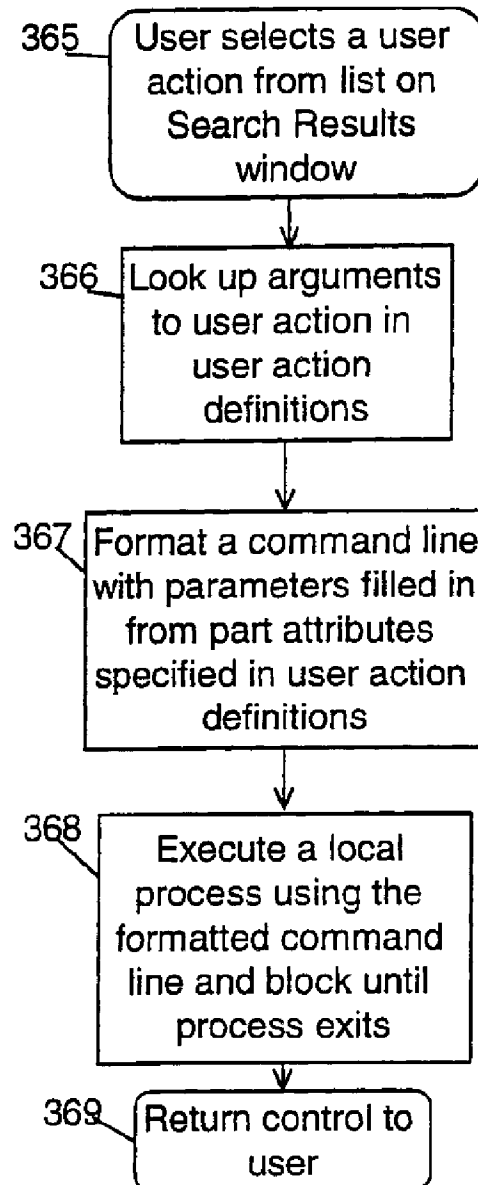 365
User selects a user
action from list on
Search Results
window
366
Look up arguments
to user action in
user action
definitions
367
Format a command line
with parameters filled in
from part attributes
specified in user action
definitions
368
Execute a local
process using the
formatted command
line and block until
process exits
369
Return control to
user